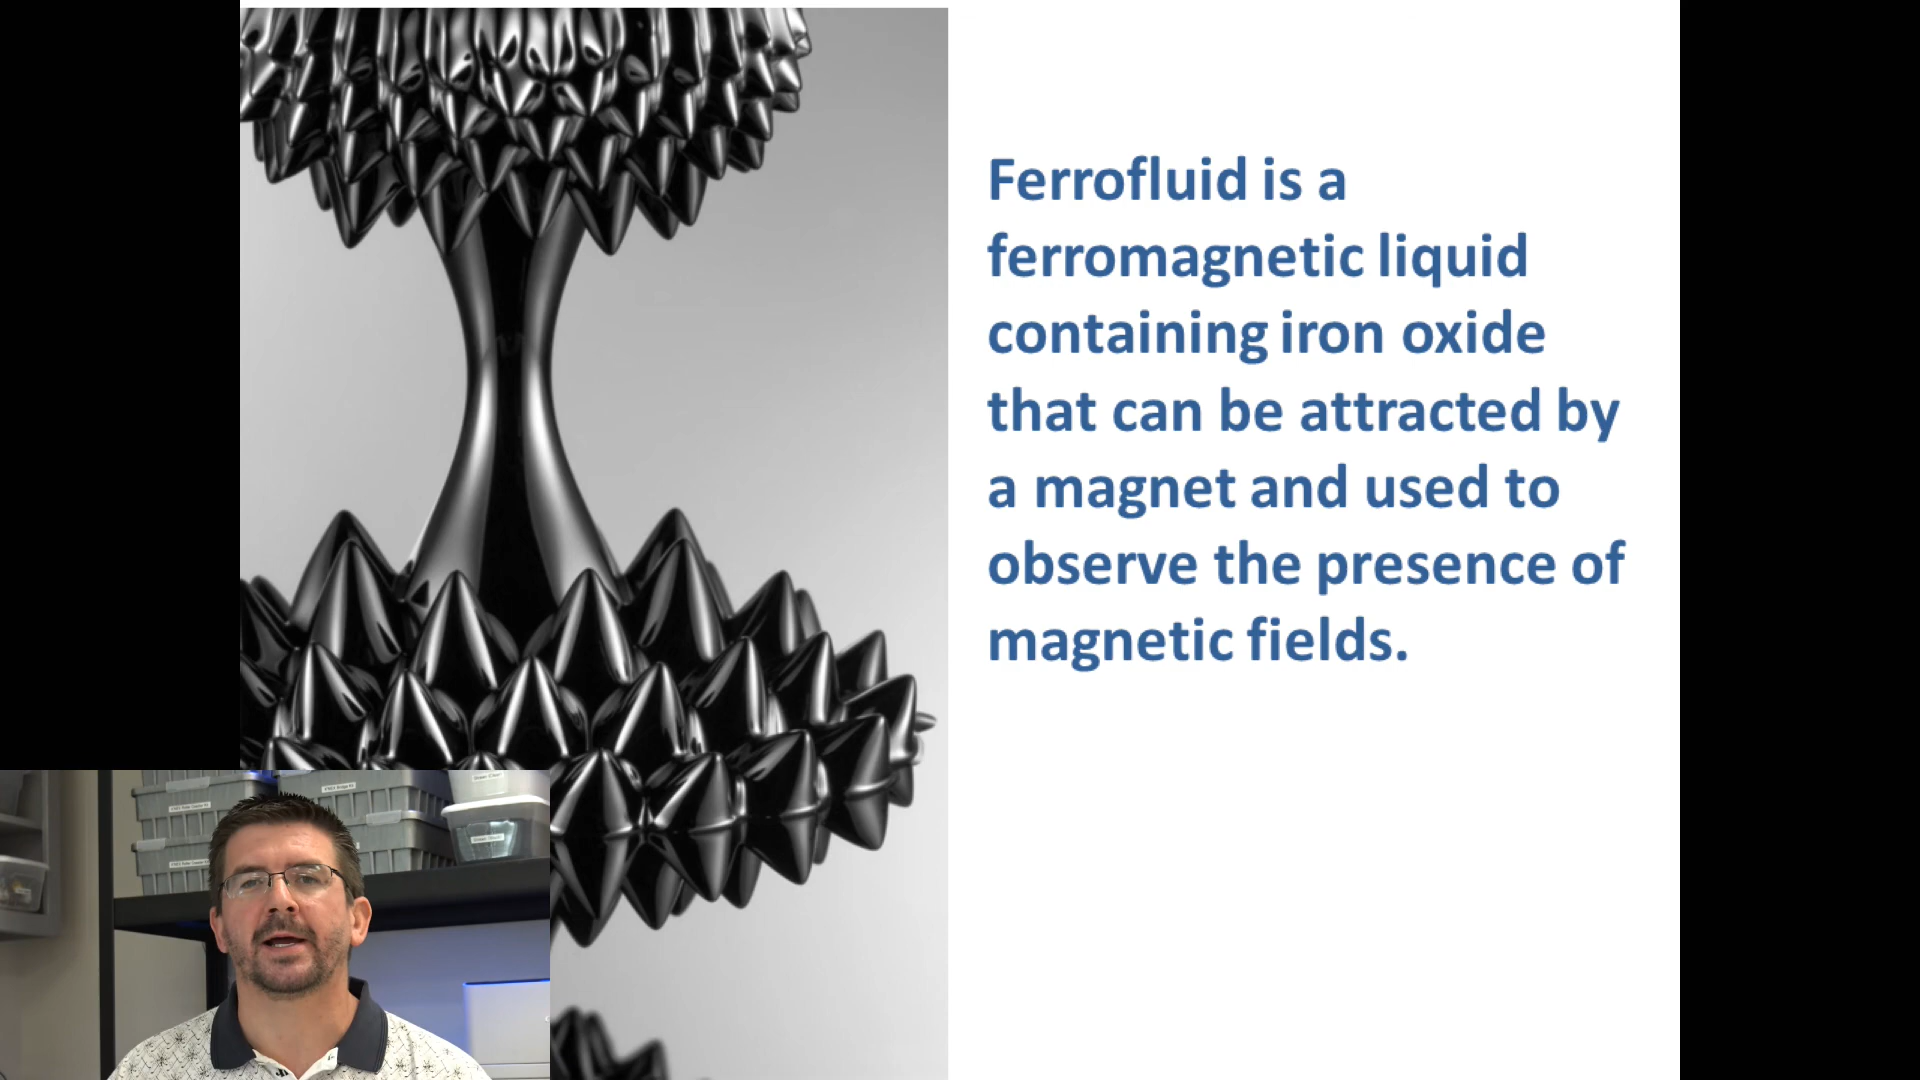 Ferrofluid is a
ferromagnetic liquid
containing iron oxide
that can be attracted by
a magnet and used to
observe the presence of
magnetic fields.